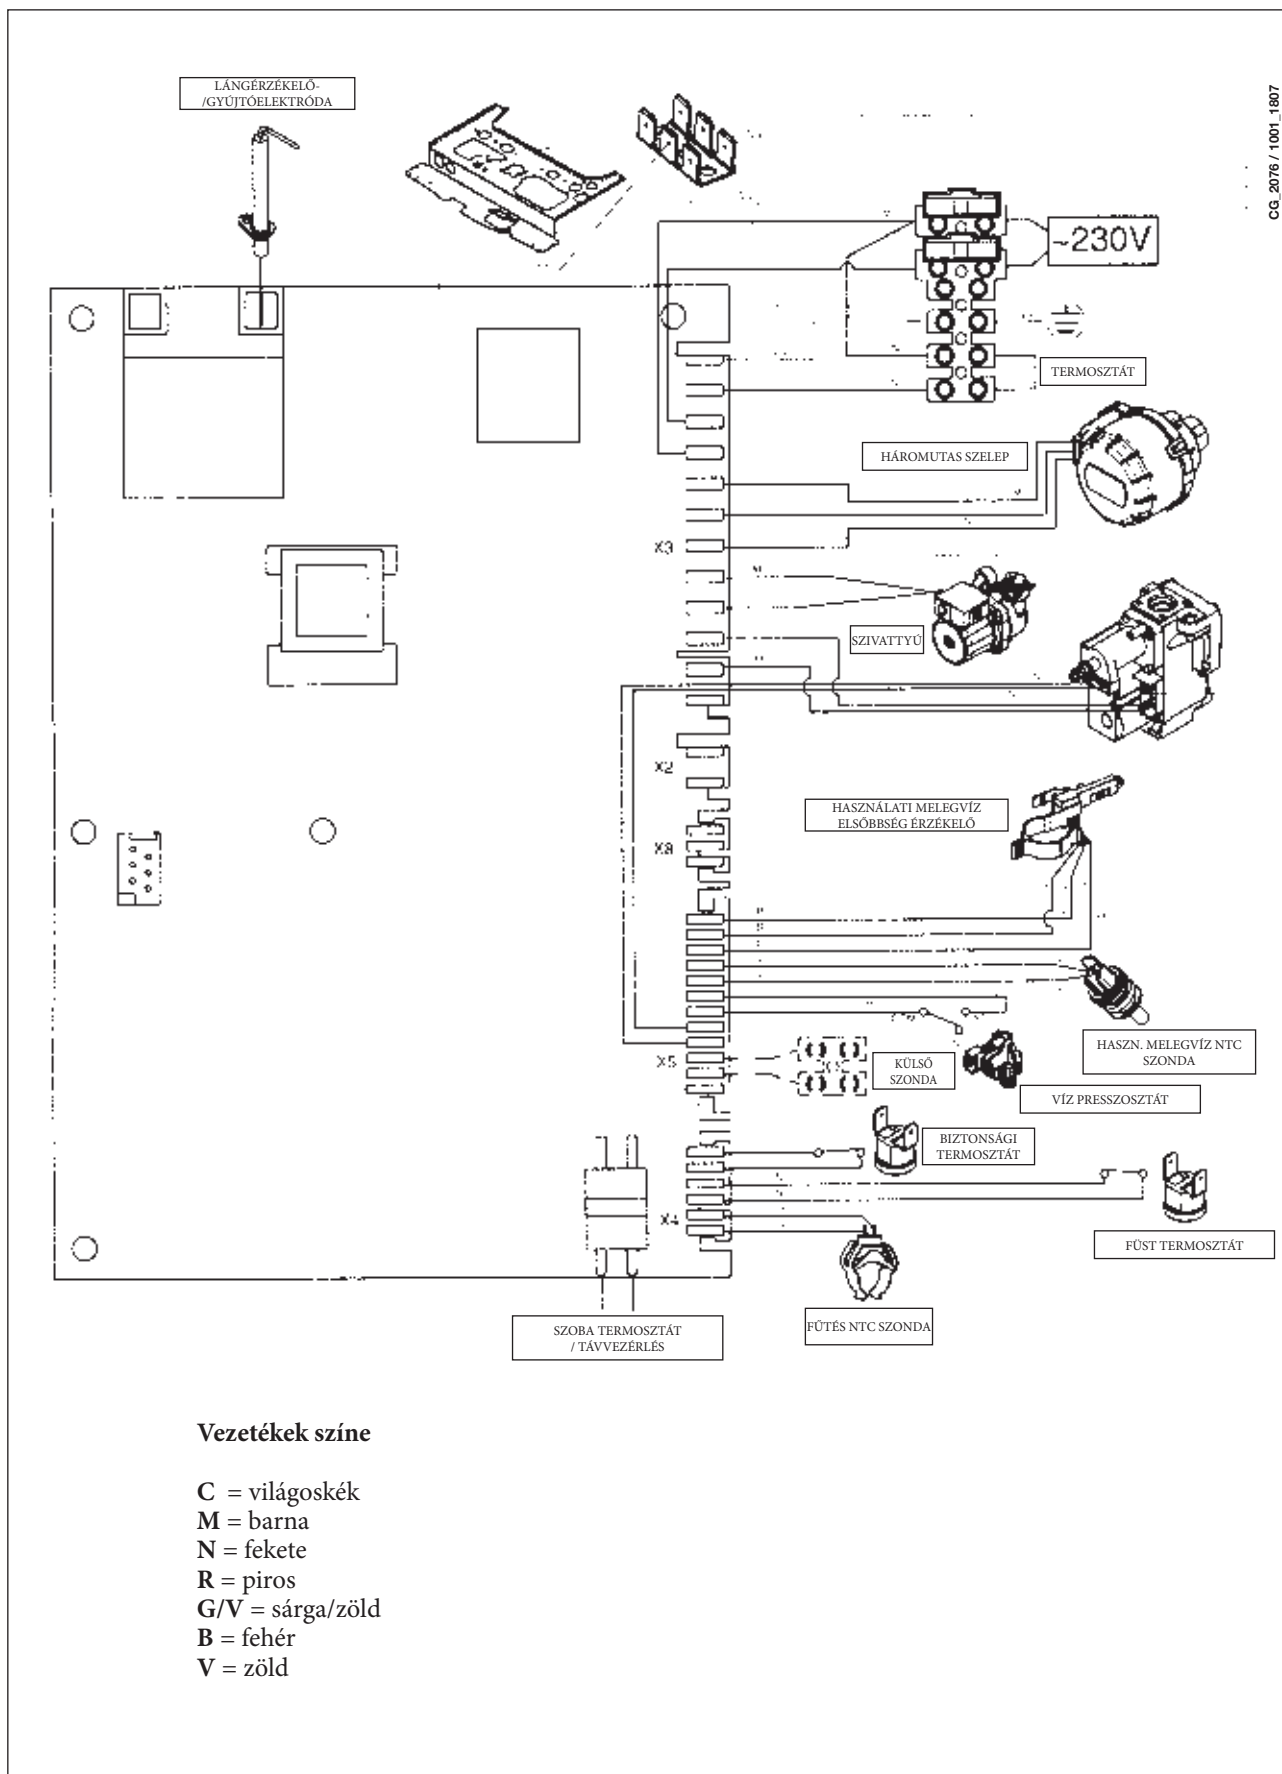 LÁNGÉRZÉKELŐ-
/GYÚJTÓELEKTRÓDA
CG_2076 / 1001_1807
~230V
TERMOSZTÁT
HÁROMUTAS SZELEP
X3
SZIVATTYÚ
X2
HASZNÁLATI MELEGVÍZ
ELSŐBBSÉG ÉRZÉKELŐ
HASZN. MELEGVÍZ NTC
SZONDA
X5
KÜLSŐ
SZONDA
VÍZ PRESSZOSZTÁT
BIZTONSÁGI
TERMOSZTÁT
X4
FÜST TERMOSZTÁT
FŰTÉS NTC SZONDA
SZOBA TERMOSZTÁT
/ TÁVVEZÉRLÉS
Vezetékek színe
C = világoskék
M = barna
N = fekete
R = piros
G/V = sárga/zöld
B = fehér
V = zöld